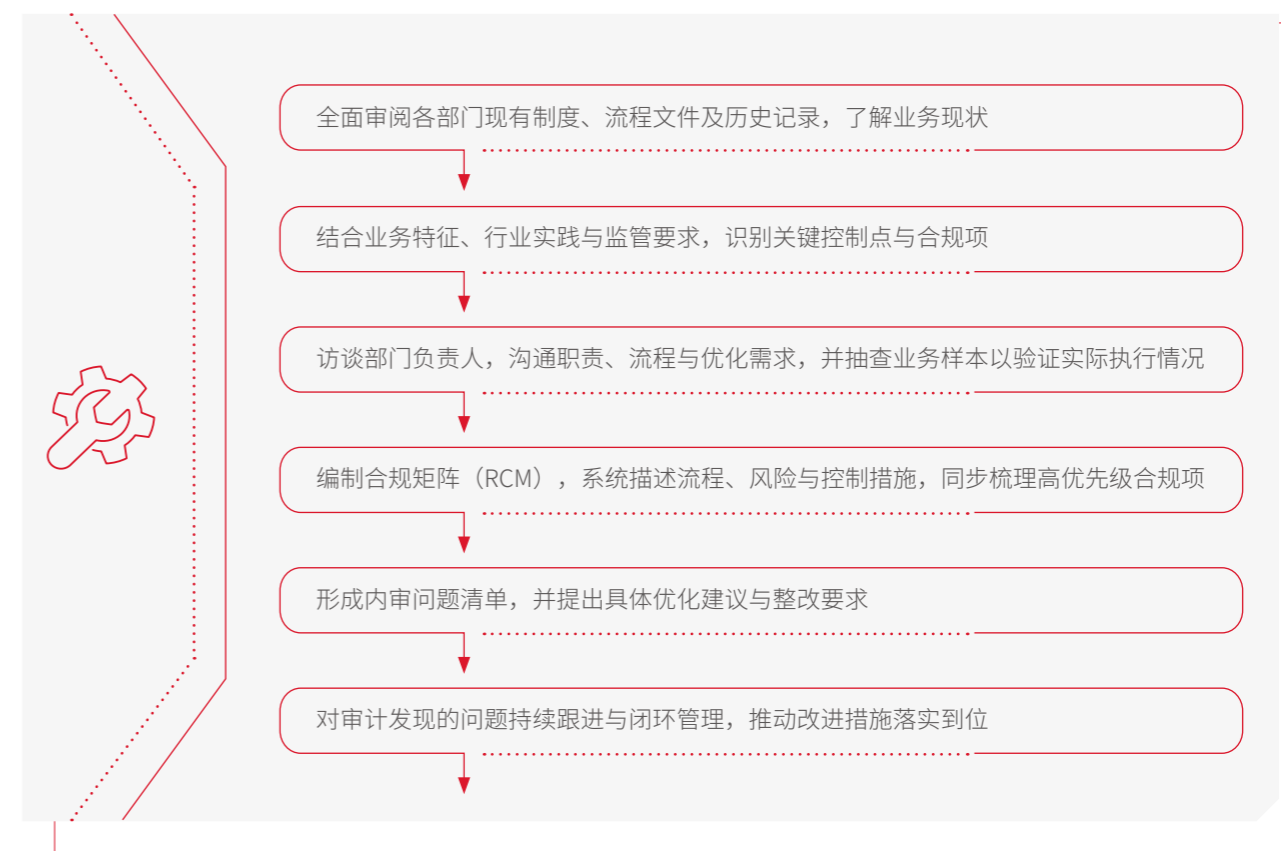 全面审阅各部门现有制度、流程文件及历史记录，了解业务现状
结合业务特征、行业实践与监管要求，识别关键控制点与合规项
访谈部门负责人，沟通职责、流程与优化需求，并抽查业务样本以验证实际执行情况
编制合规矩阵（RCM），系统描述流程、风险与控制措施，同步梳理高优先级合规项
形成内审问题清单，并提出具体优化建议与整改要求
对审计发现的问题持续跟进与闭环管理，推动改进措施落实到位